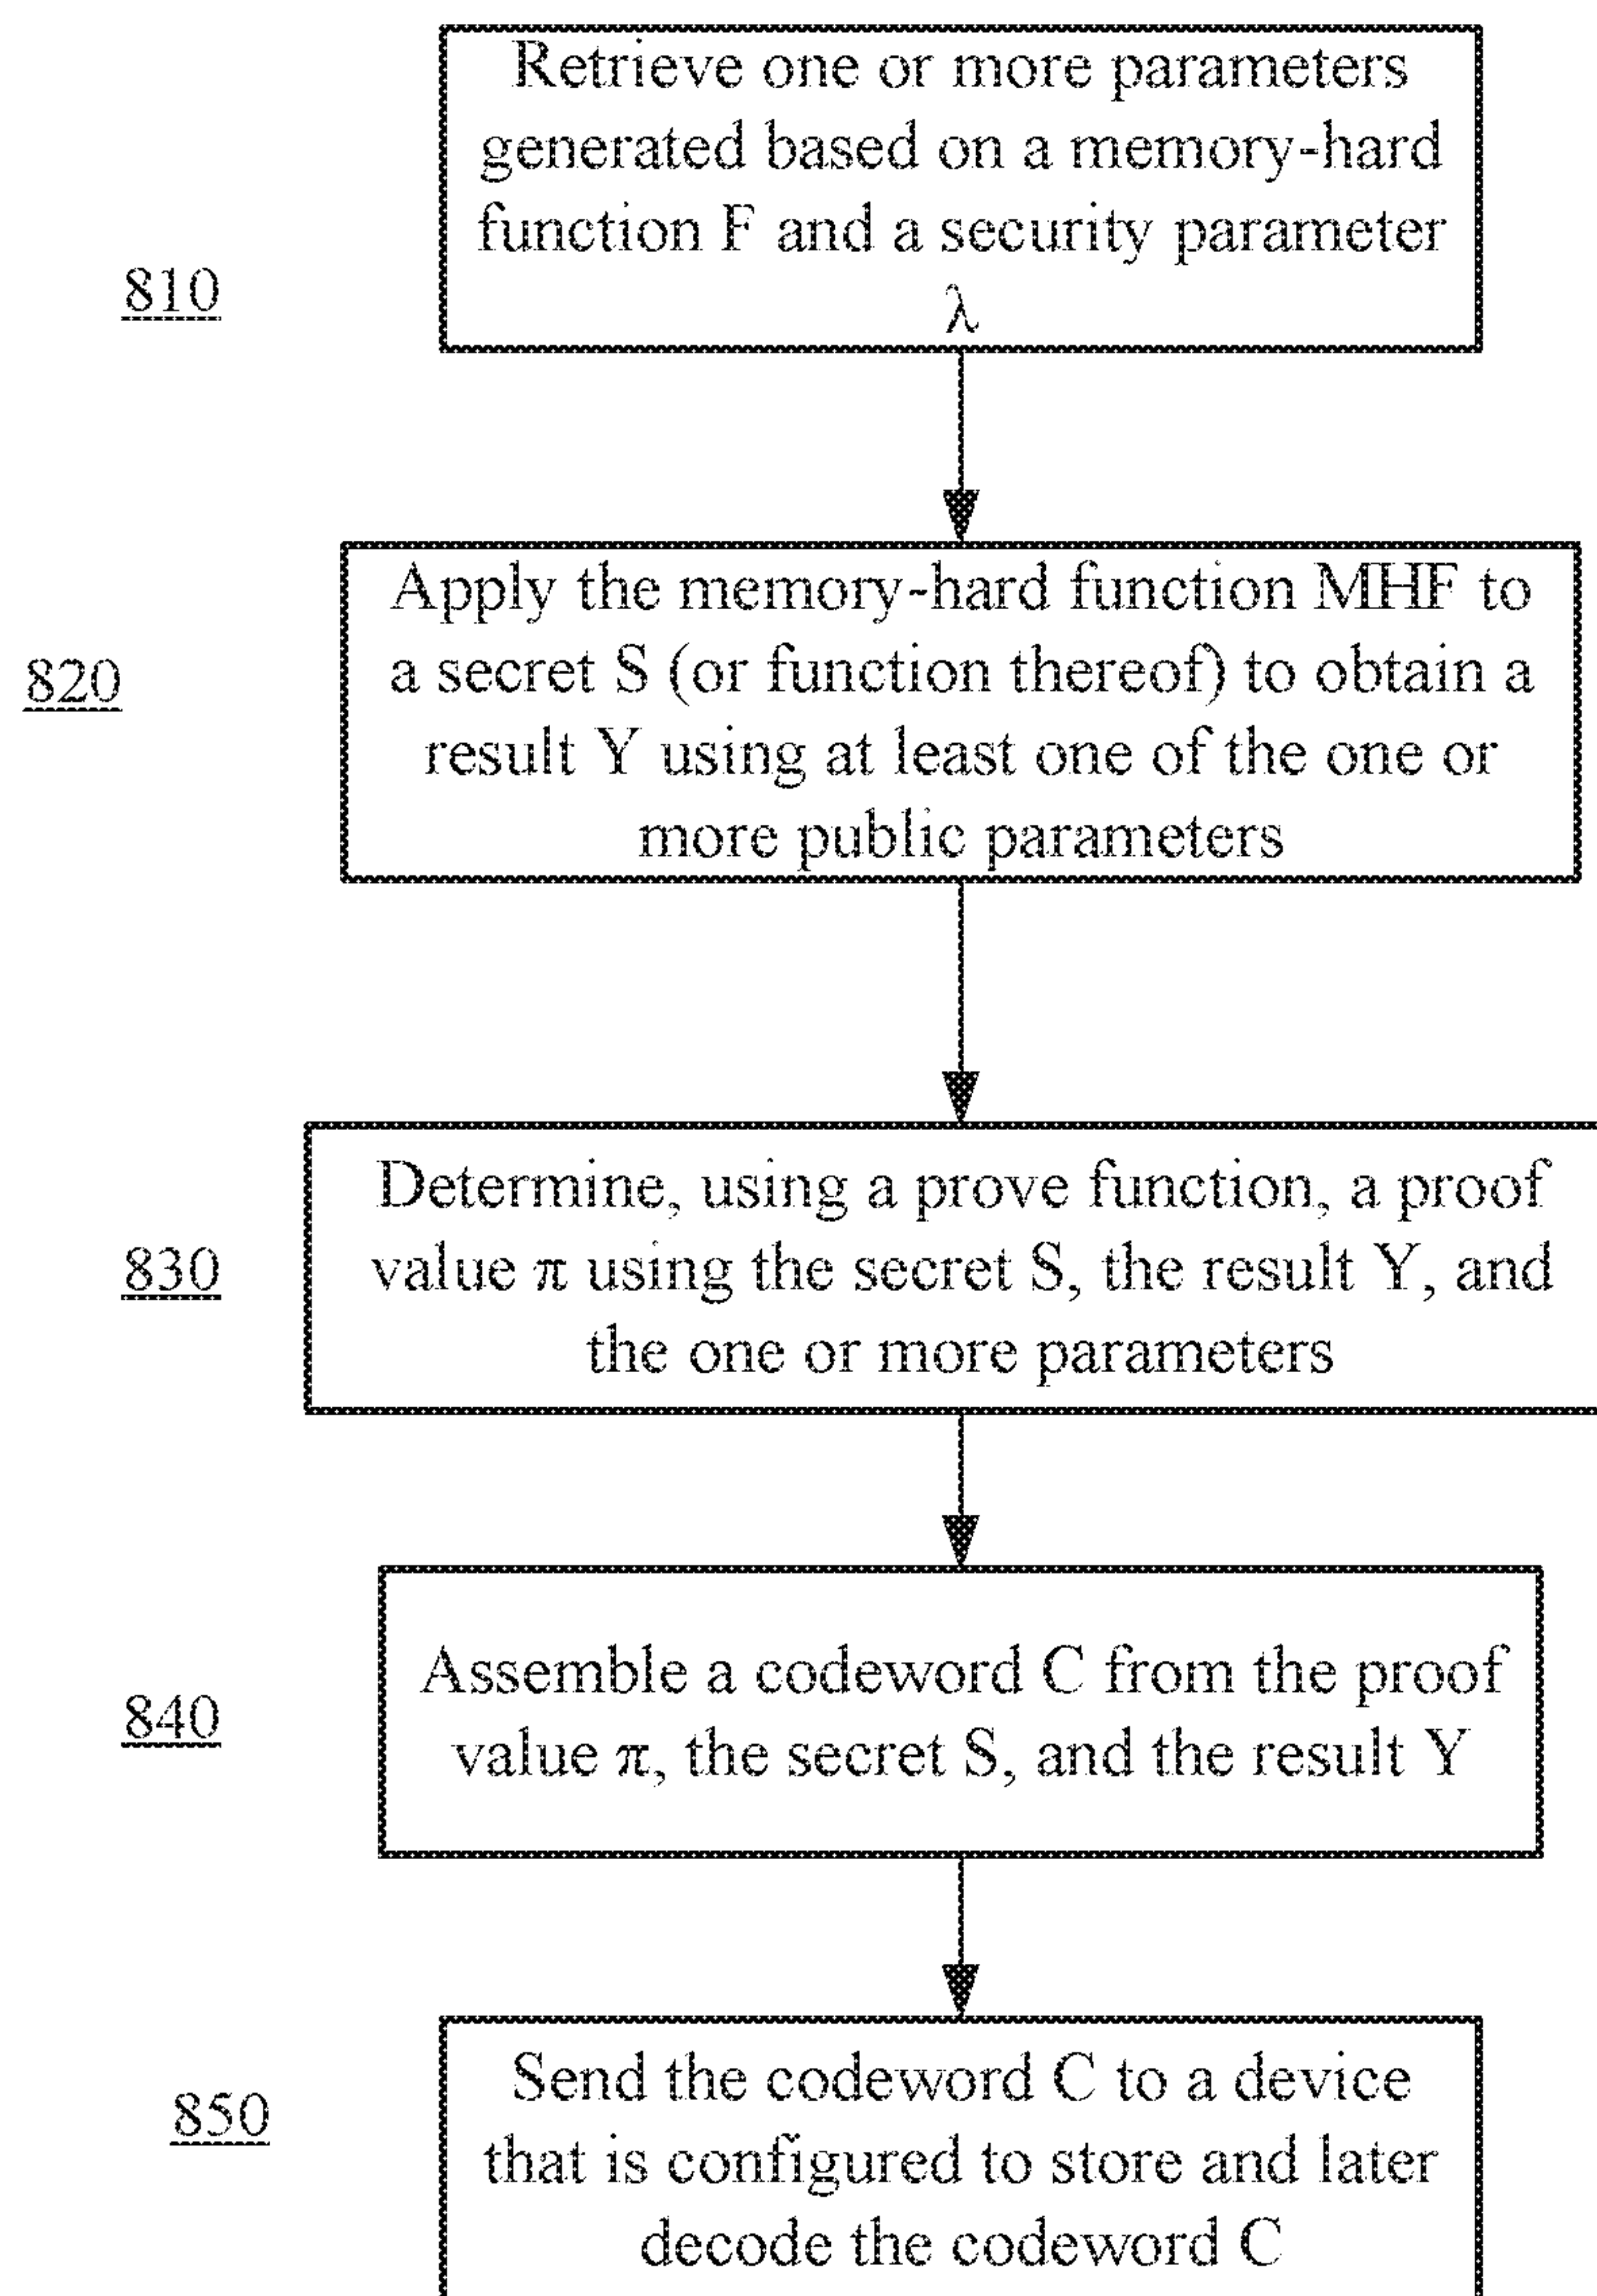 Retrieve one or more parameters
generated based on a memory-hard
function F and a security parameter
λ
810
Apply the memory-hard function MHF to
a secret S (or function thereof) to obtain a
result Y using at least one of the one or
more public parameters
820
Determine, using a prove function, a proof
value π using the secret S, the result Y, and
the one or more parameters
830
Assemble a codeword C from the proof
value π, the secret S, and the result Y
840
Send the codeword C to a device
that is configured to store and later
decode the codeword C
850